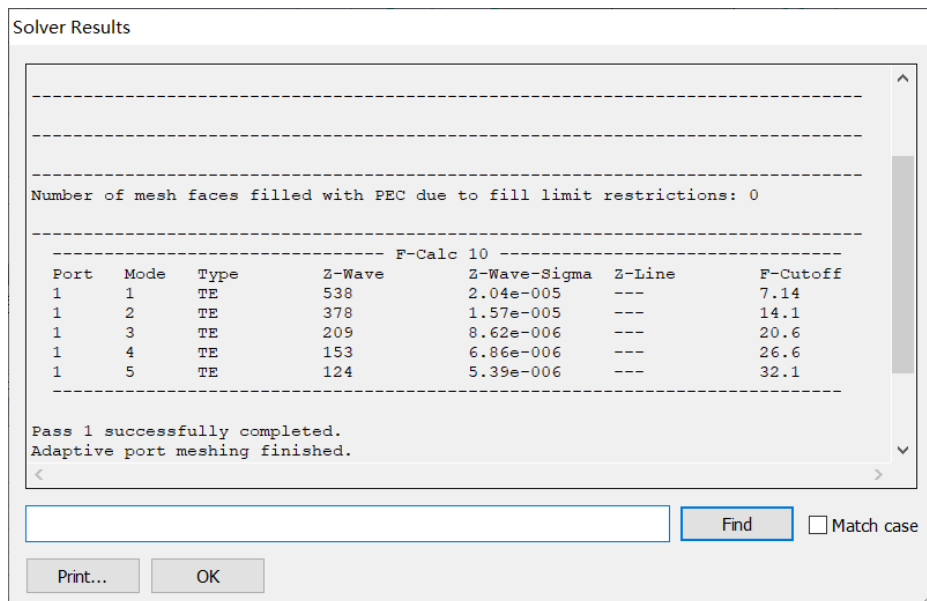 Solver Results
--------------------------------------------------------------------------------
--------------------------------------------------------------------------------
--------------------------------------------------------------------------------
Number of mesh faces filled with PEC due to fill limit restrictions: 0
--------------------------------------------------------------------------------
-------------------------------- F-Calc 10 ---------------------------------
Port Mode Type Z-Wave Z-Wave-Sigma Z-Line F-Cutoff
1 1 TE 538 2.04e-005 --- 7.14
1 2 TE 378 1.57e-005 --- 14.1
1 3 TE 209 8.62e-006 --- 20.6
1 4 TE 153 6.86e-006 --- 26.6
1 5 TE 124 5.39e-006 --- 32.1
----------------------------------------------------------------------------
Pass 1 successfully completed.
Adaptive port meshing finished.
Find
Match case
Print...
OK